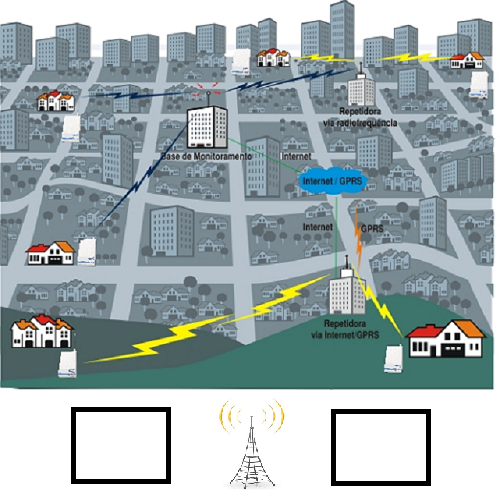 Repetidora
via radiofrequência
Base de Monitoramento
Internet
Internet / GPRS
Internet
GPRS
Repetidora
via Internet/GPRS